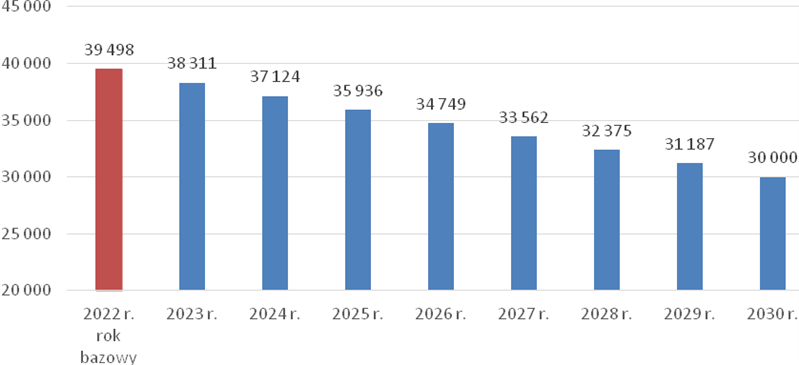 45 000
40 000
35 000
30 000
25 000
20 000
39 498
38 311
37 124
35 936
34 749
33 562
32 375
31 187
30 000
2022 r.
rok
bazowy
2023 r.
2024 r.
2025 r.
2026 r.
2027 r.
2028 r.
2029 r.
2030 r.